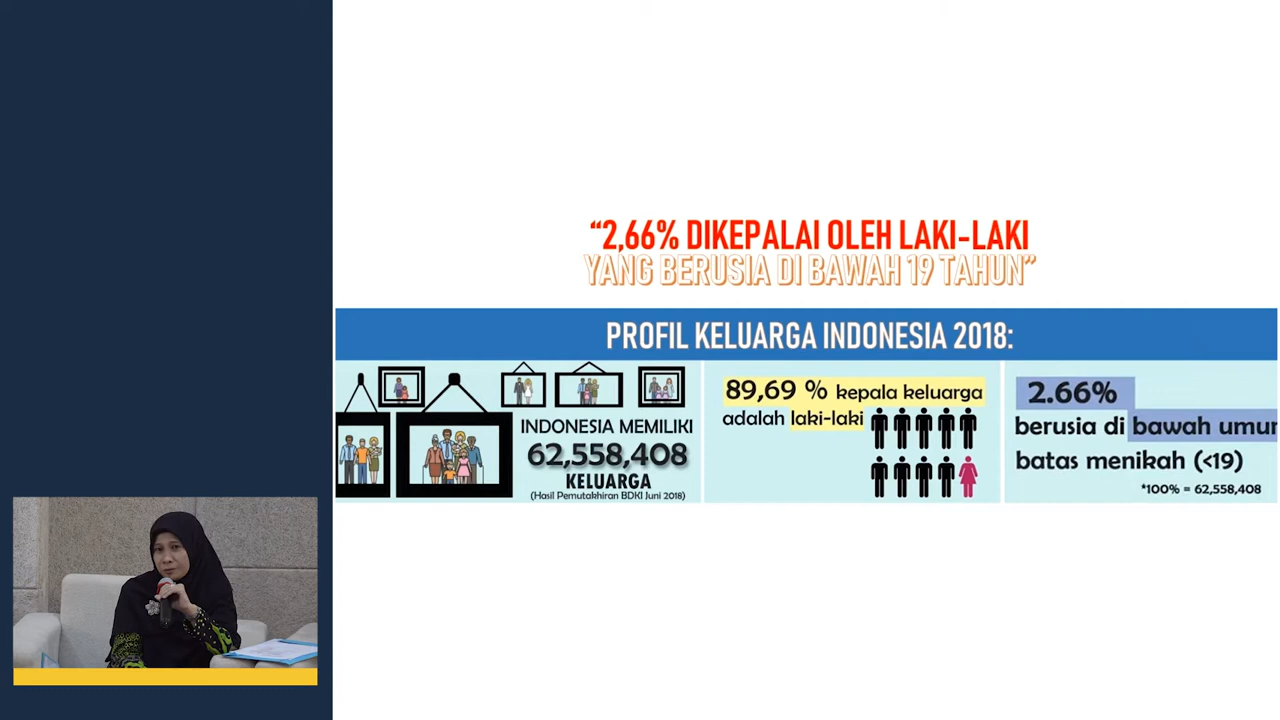 “2,66% DIKEPALAI OLEH LAKI-LAKI
YANG BERUSIA DI BAWAH 19 TAHUN”
PROFIL KELUARGA INDONESIA 2018:
INDONESIA MEMILIKI
62,558,408
KELUARGA
(Hasil Pemutakhiran BDKI Juni 2018)
89,69 % kepala keluarga
adalah laki-laki
2.66%
berusia di bawah umur
batas menikah (<19)
*100% = 62,558,408